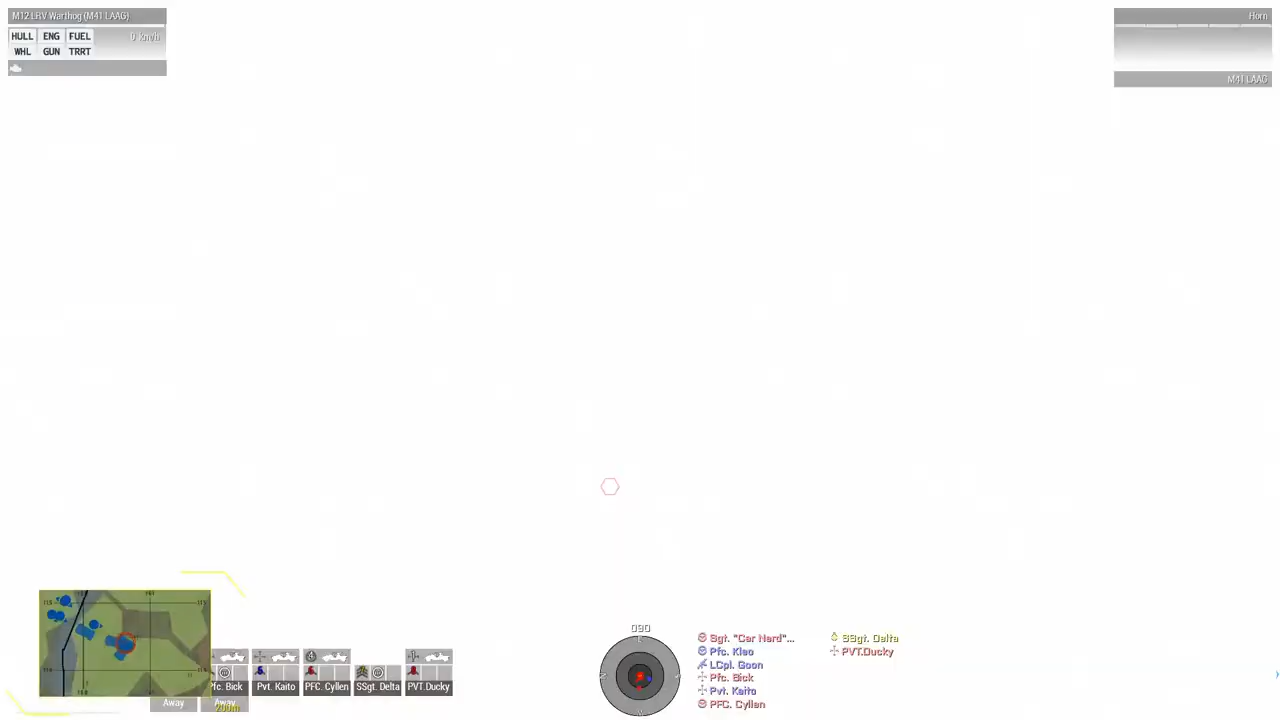 M12 LRV Warthog (M41 LAAG)
HULL ENG FUEL 0 km/h
WHL GUN TRRT
Horn
M41 LAAG
Pfc. Bick Pvt. Kaito PFC. Cyllen SSgt. Delta PVT.Ducky
Away Away
200m
090
Sgt. "Car Nerd"...
Pfc. Kleo
LCpl. Goon
Pfc. Bick
Pvt. Kaito
PFC. Cyllen
SSgt. Delta
PVT.Ducky